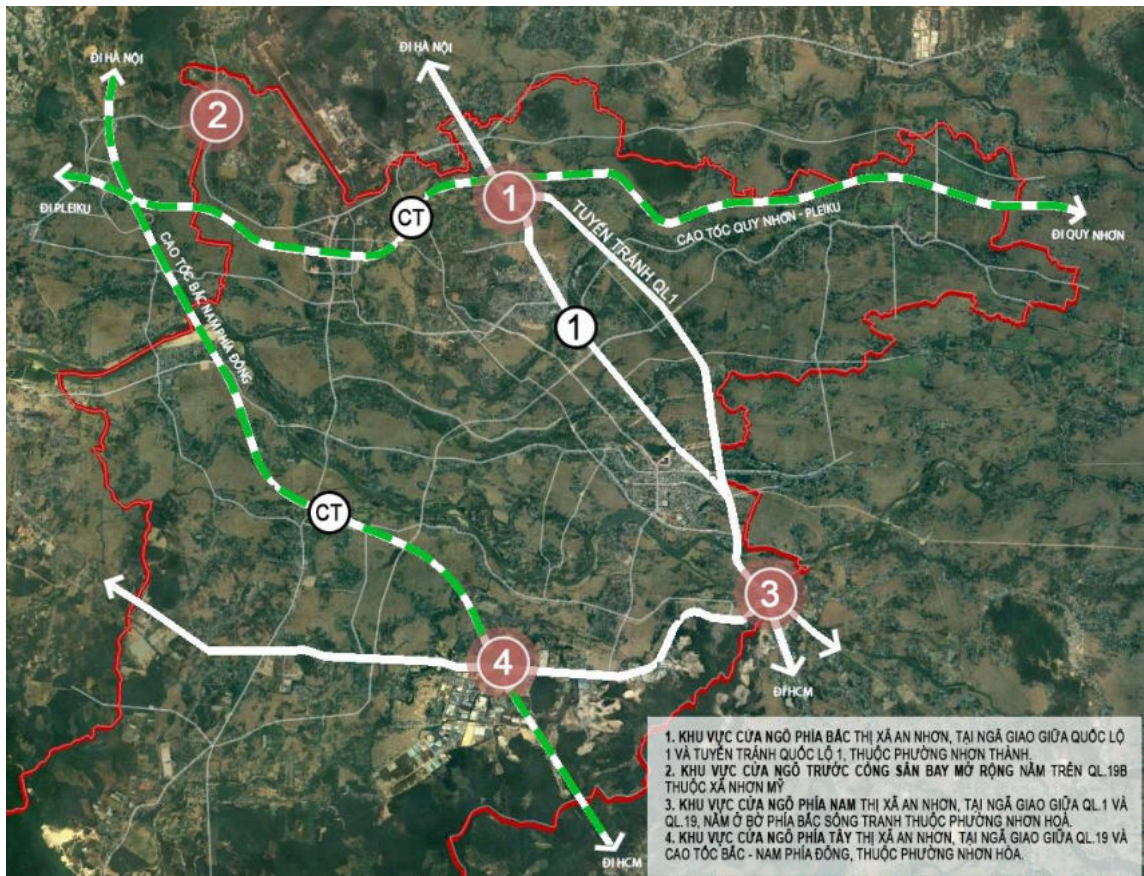 ĐI HÀ NỘI
ĐI HÀ NỘI
2
1
ĐI PLEIKU
CT
TUYẾN TRÁNH QL1
CAO TỐC QUY NHƠN - PLEIKU
ĐI QUY NHƠN
CAO TỐC BẮC NAM PHÍA ĐÔNG
1
CT
3
4
ĐI HCM
ĐI HCM
1. KHU VỰC CỬA NGÕ PHÍA BẮC THỊ XÃ AN NHƠN, TẠI NGÃ GIAO GIỮA QUỐC LỘ
1 VÀ TUYẾN TRÁNH QUỐC LỘ 1, THUỘC PHƯỜNG NHƠN THÀNH.
2. KHU VỰC CỬA NGÕ TRƯỚC CỔNG SÂN BAY MỞ RỘNG NẰM TRÊN QL.19B
THUỘC XÃ NHƠN MỸ
3. KHU VỰC CỬA NGÕ PHÍA NAM THỊ XÃ AN NHƠN, TẠI NGÃ GIAO GIỮA QL.1 VÀ
QL.19, NẰM Ở BỜ PHÍA BẮC SÔNG TRANH THUỘC PHƯỜNG NHƠN HOÀ.
4. KHU VỰC CỬA NGÕ PHÍA TÂY THỊ XÃ AN NHƠN, TẠI NGÃ GIAO GIỮA QL.19 VÀ
CAO TỐC BẮC - NAM PHÍA ĐÔNG, THUỘC PHƯỜNG NHƠN HÒA.